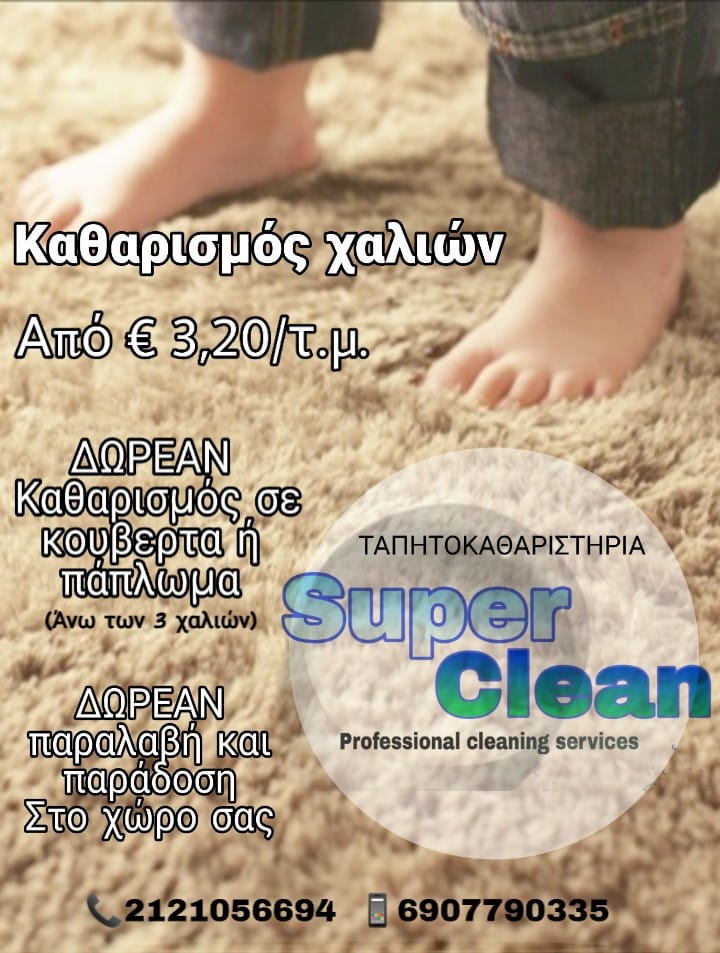 Καθαρισμός χαλιών
Από € 3,20/τ.μ.
ΔΩΡΕΑΝ
Καθαρισμός σε
κουβερτα ή
πάπλωμα
(Άνω των 3 χαλιών)
ΔΩΡΕΑΝ
παραλαβή και
παράδοση
Στο χώρο σας
ΤΑΠΗΤΟΚΑΘΑΡΙΣΤΗΡΙΑ
Super
Clean
Professional cleaning services
2121056694
6907790335